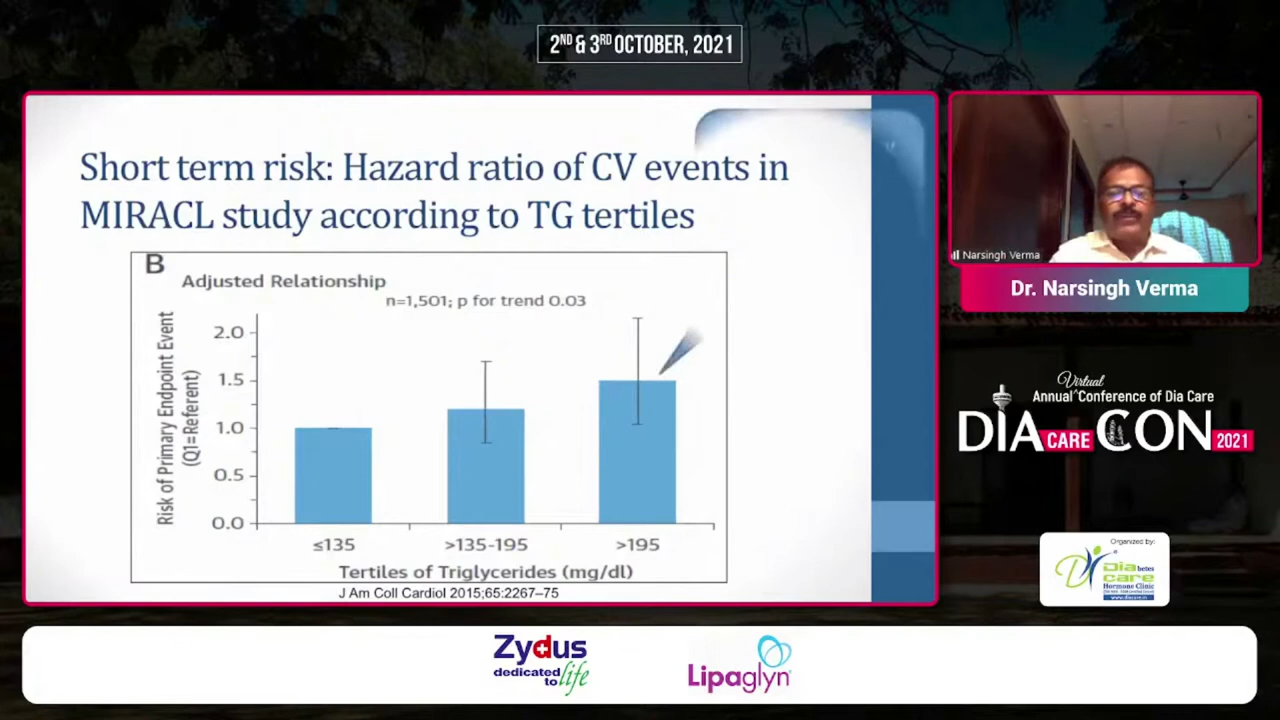 2ND & 3RD OCTOBER, 2021
Short term risk: Hazard ratio of CV events in
MIRACL study according to TG tertiles
B
Adjusted Relationship
n=1,501; p for trend 0.03
Risk of Primary Endpoint Event
(Q1=Referent)
2.0
1.5
1.0
0.5
0.0
≤135
>135-195
>195
Tertiles of Triglycerides (mg/dl)
J Am Coll Cardiol 2015;65:2267–75
Narsingh Verma
Dr. Narsingh Verma
Virtual
Annual ^Conference of Dia Care
DIA CARE CON 2021
Organized by:
Diabetes
care
Hormone Clinic
Zydus
dedicated
to life
Lipaglyn